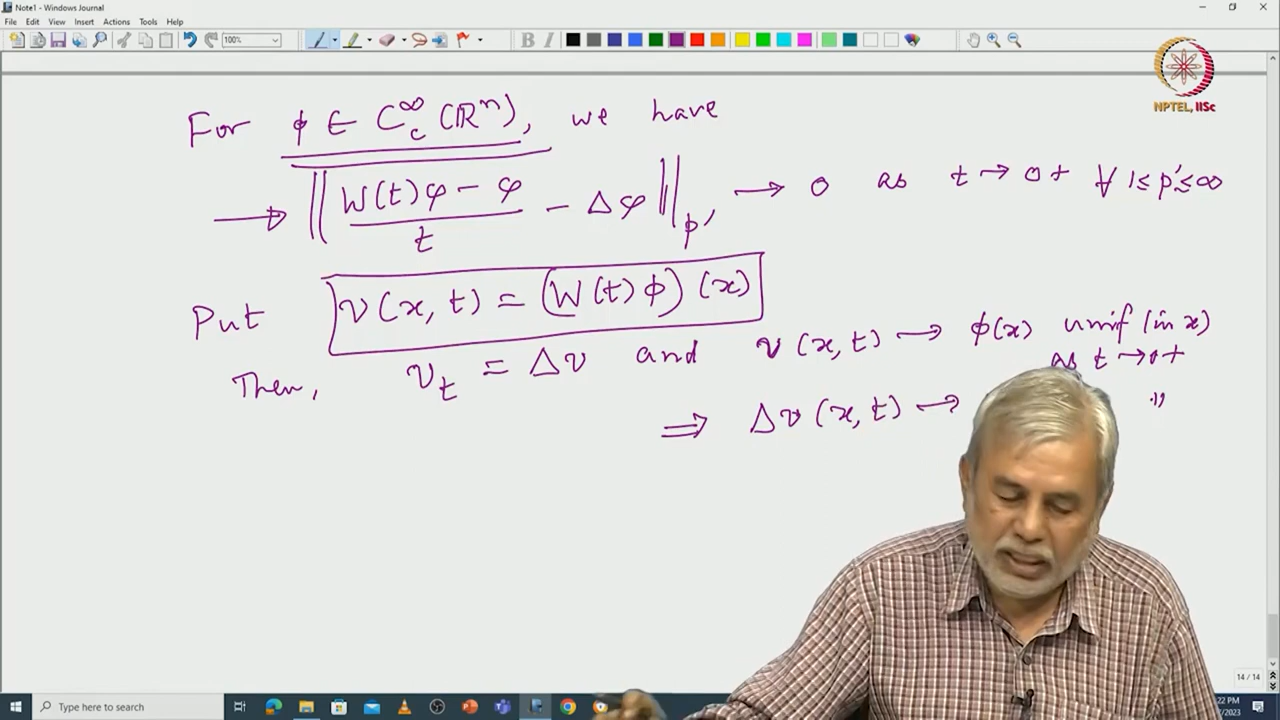 Note1 - Windows Journal
File Edit View Insert Actions Tools Help
100%
NPTEL, IISc
For ϕ ∈ C_c^∞(ℝⁿ), we have
→ ‖ (W(t)φ − φ)/t − Δφ ‖_p' → 0 as t → 0+ ∀ 1 ≤ p' ≤ ∞
Put v(x, t) = (W(t)ϕ)(x)
Then, v_t = Δv and v(x, t) → ϕ(x) unif (in x)
as t → 0+
⇒ Δv(x, t) → "
14 / 14
Type here to search